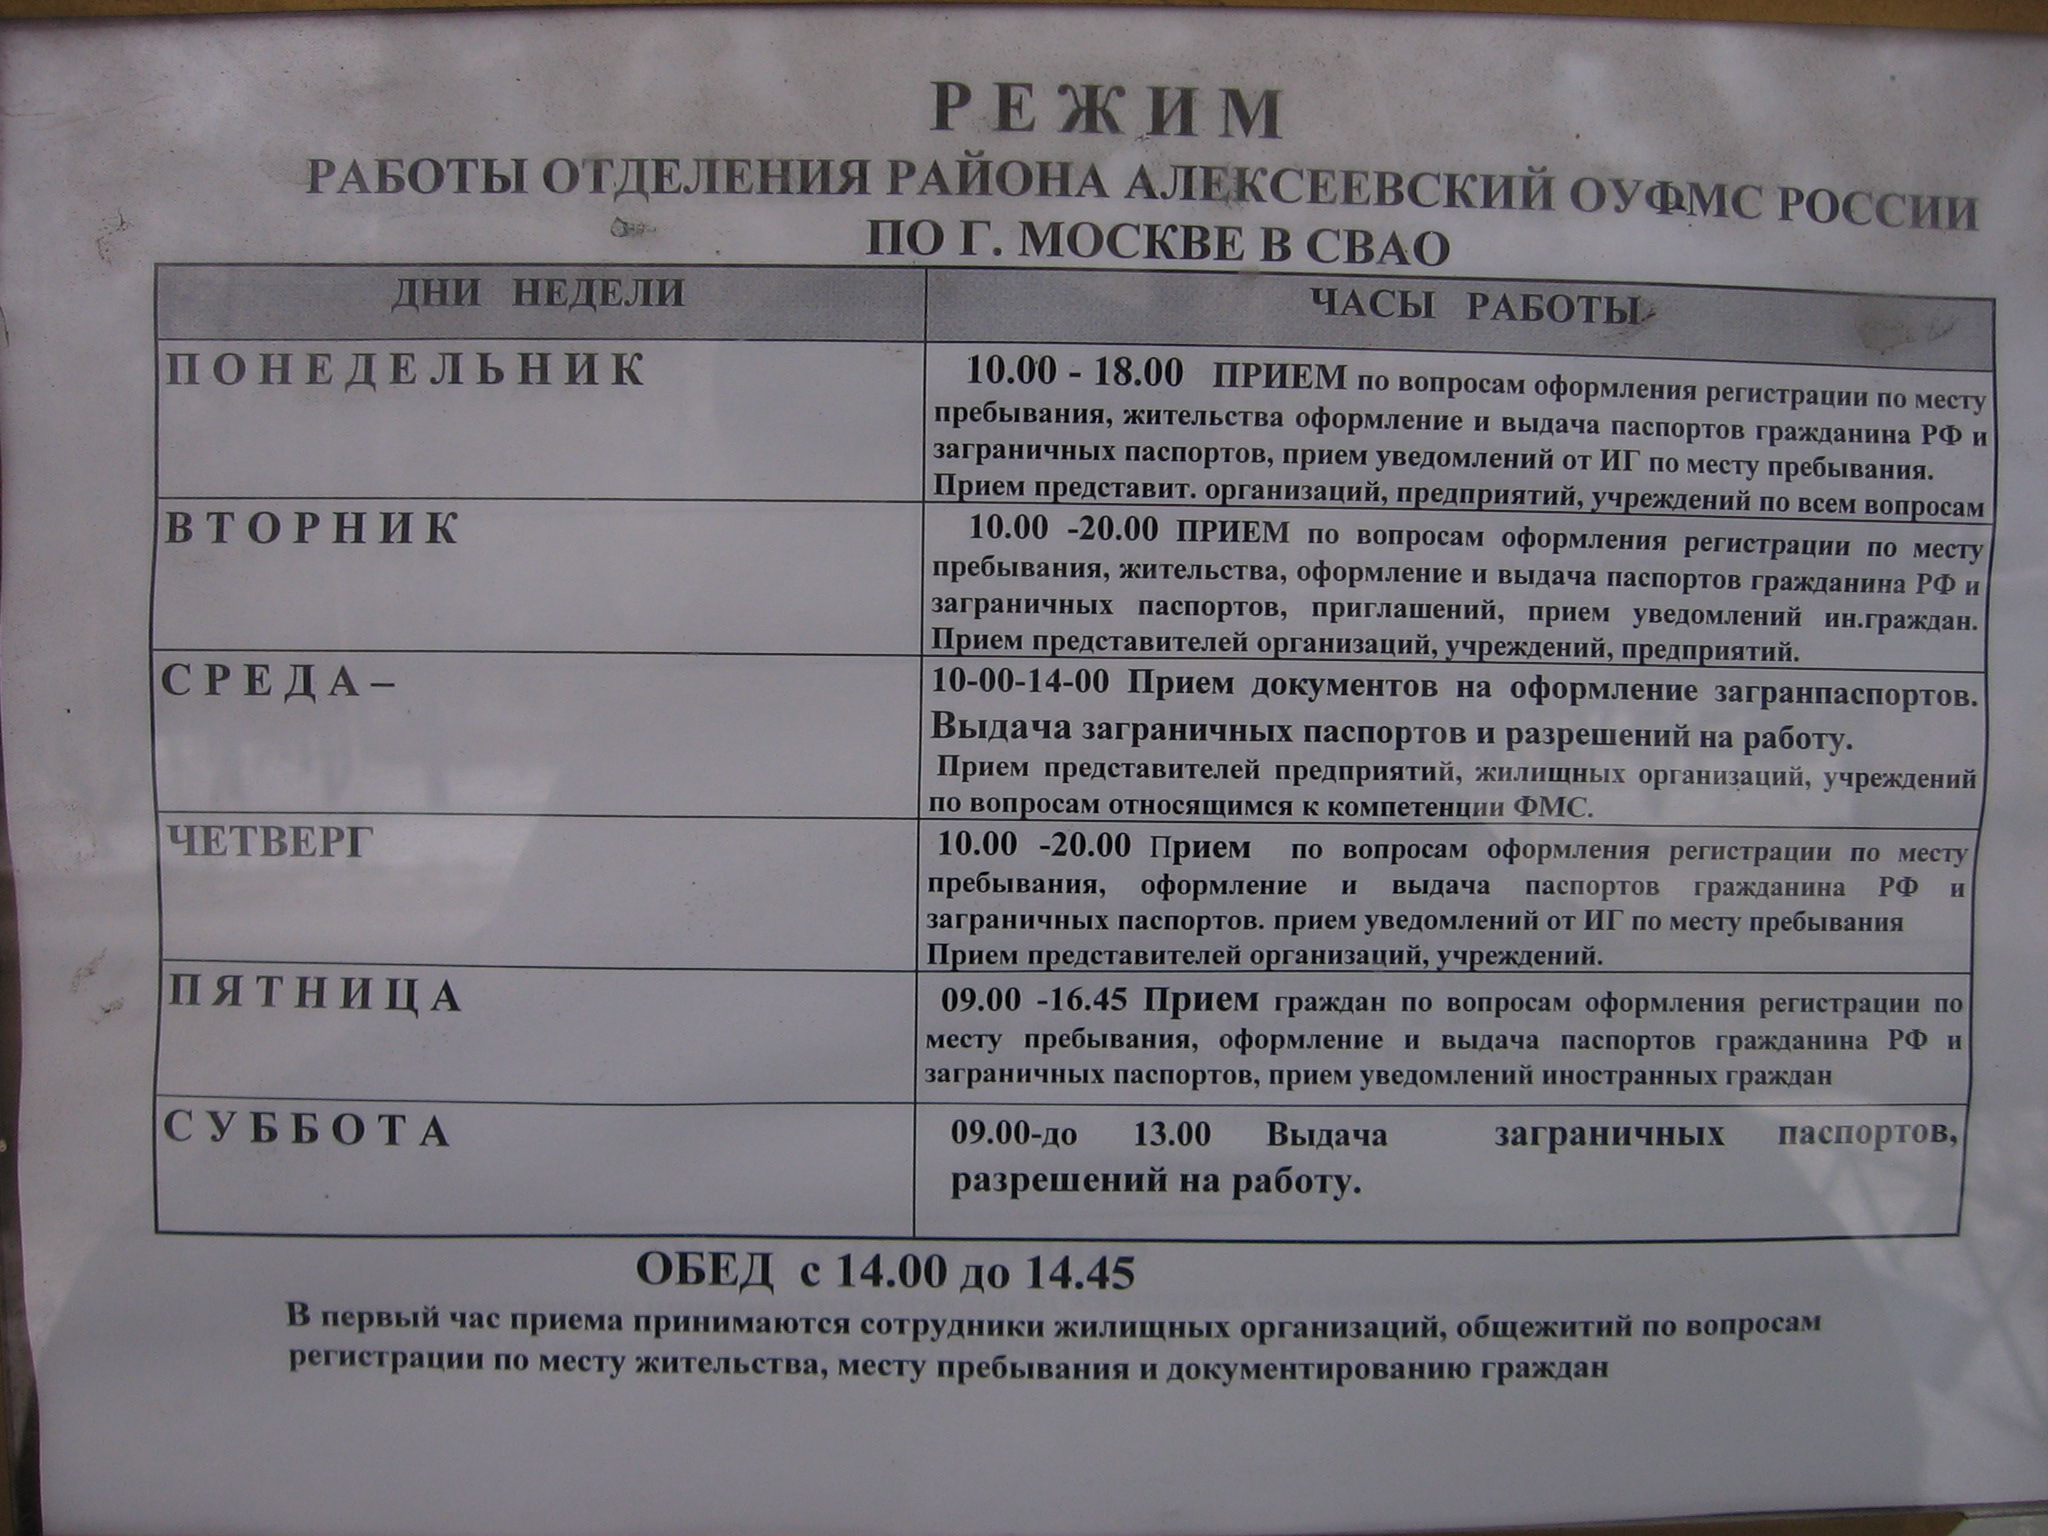 РЕЖИМ
РАБОТЫ ОТДЕЛЕНИЯ РАЙОНА АЛЕКСЕЕВСКИЙ ОУФМС РОССИИ
ПО Г. МОСКВЕ В СВАО
ДНИ НЕДЕЛИ ЧАСЫ РАБОТЫ
ПОНЕДЕЛЬНИК
10.00 - 18.00 ПРИЕМ по вопросам оформления регистрации по месту
пребывания, жительства оформление и выдача паспортов гражданина РФ и
заграничных паспортов, прием уведомлений от ИГ по месту пребывания.
Прием представит. организаций, предприятий, учреждений по всем вопросам
ВТОРНИК
10.00 -20.00 ПРИЕМ по вопросам оформления регистрации по месту
пребывания, жительства, оформление и выдача паспортов гражданина РФ и
заграничных паспортов, приглашений, прием уведомлений ин.граждан.
Прием представителей организаций, учреждений, предприятий.
СРЕДА–
10-00-14-00 Прием документов на оформление загранпаспортов.
Выдача заграничных паспортов и разрешений на работу.
Прием представителей предприятий, жилищных организаций, учреждений
по вопросам относящимся к компетенции ФМС.
ЧЕТВЕРГ
10.00 -20.00 Прием по вопросам оформления регистрации по месту
пребывания, оформление и выдача паспортов гражданина РФ и
заграничных паспортов. прием уведомлений от ИГ по месту пребывания
Прием представителей организаций, учреждений.
ПЯТНИЦА
09.00 -16.45 Прием граждан по вопросам оформления регистрации по
месту пребывания, оформление и выдача паспортов гражданина РФ и
заграничных паспортов, прием уведомлений иностранных граждан
СУББОТА
09.00-до 13.00 Выдача заграничных паспортов,
разрешений на работу.
ОБЕД с 14.00 до 14.45
В первый час приема принимаются сотрудники жилищных организаций, общежитий по вопросам
регистрации по месту жительства, месту пребывания и документированию граждан